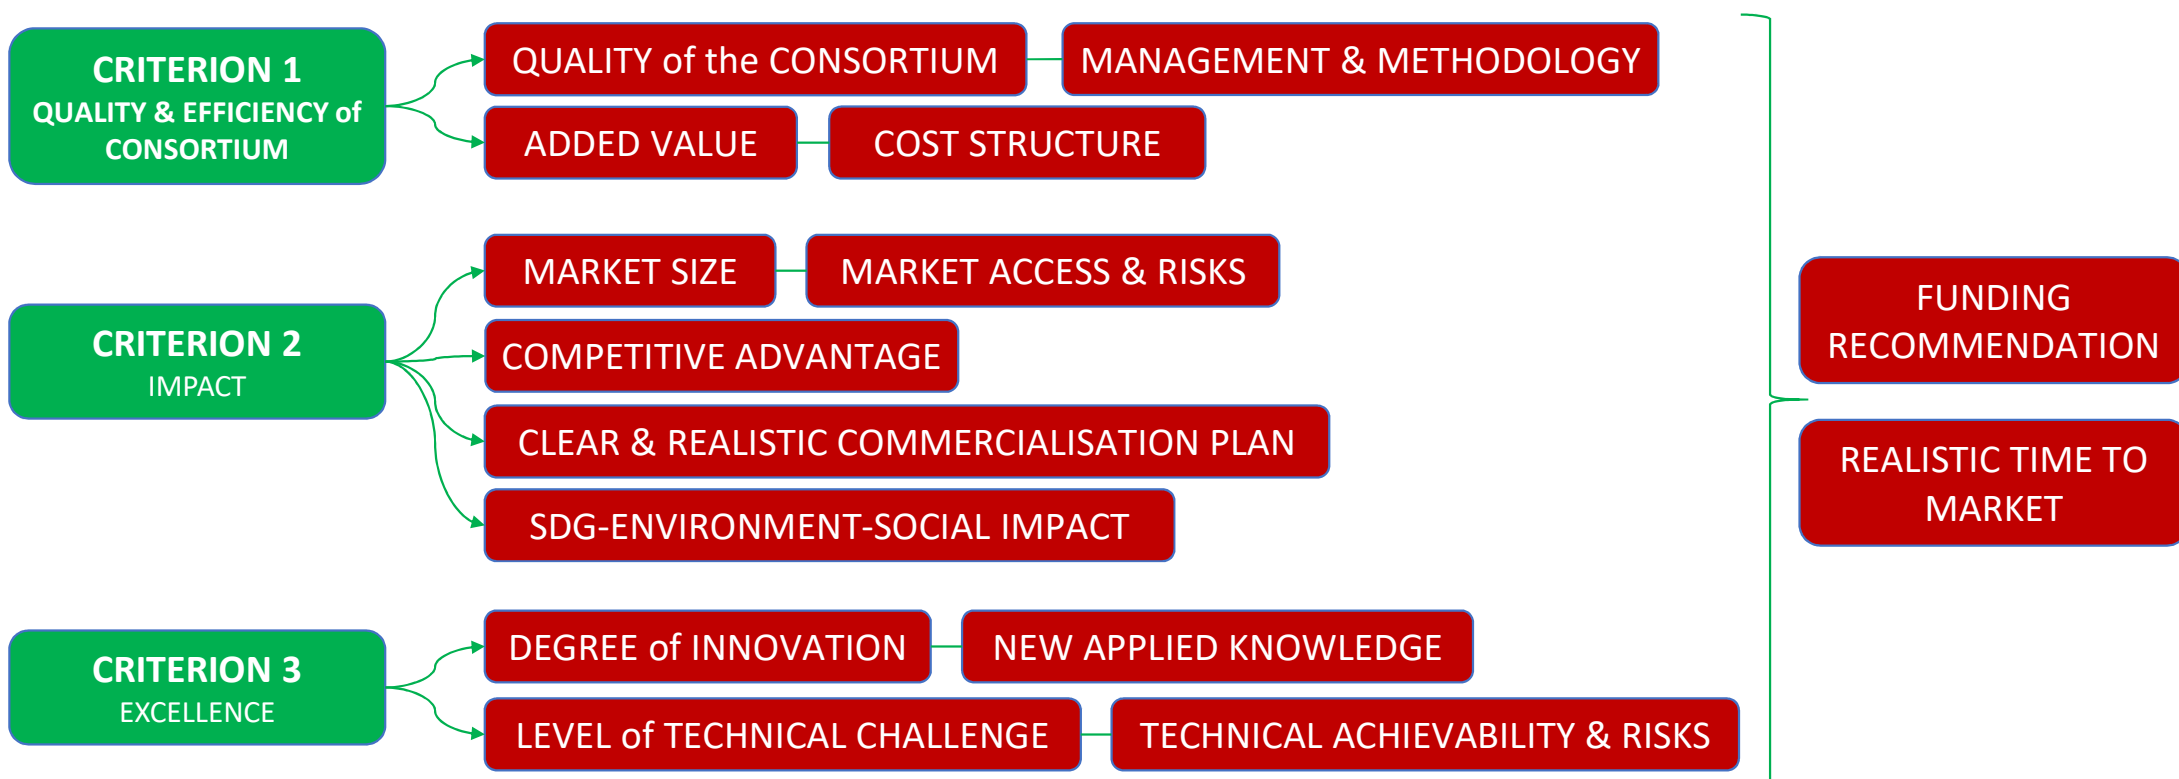 CRITERION 1
QUALITY & EFFICIENCY of
CONSORTIUM
QUALITY of the CONSORTIUM
MANAGEMENT & METHODOLOGY
ADDED VALUE
COST STRUCTURE
CRITERION 2
IMPACT
MARKET SIZE
MARKET ACCESS & RISKS
COMPETITIVE ADVANTAGE
CLEAR & REALISTIC COMMERCIALISATION PLAN
SDG-ENVIRONMENT-SOCIAL IMPACT
CRITERION 3
EXCELLENCE
DEGREE of INNOVATION
NEW APPLIED KNOWLEDGE
LEVEL of TECHNICAL CHALLENGE
TECHNICAL ACHIEVABILITY & RISKS
FUNDING
RECOMMENDATION
REALISTIC TIME TO
MARKET